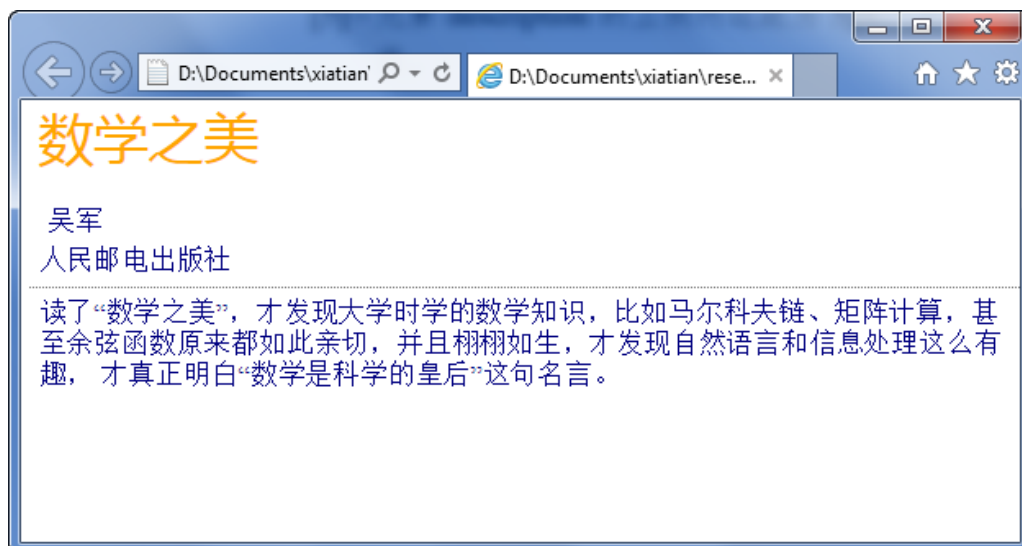 D:\Documents\xiatian'
D:\Documents\xiatian\rese...
数学之美
吴军
人民邮电出版社
读了“数学之美”，才发现大学时学的数学知识，比如马尔科夫链、矩阵计算，甚
至余弦函数原来都如此亲切，并且栩栩如生，才发现自然语言和信息处理这么有
趣， 才真正明白“数学是科学的皇后”这句名言。